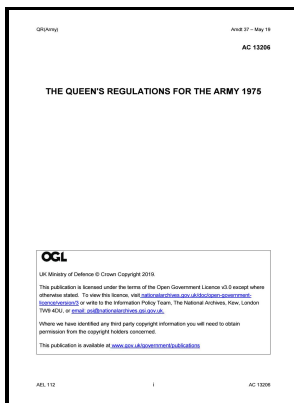 QR(Army) Amdt 37 – May 19
AC 13206
THE QUEEN'S REGULATIONS FOR THE ARMY 1975
OGL
UK Ministry of Defence © Crown Copyright 2019.
This publication is licensed under the terms of the Open Government Licence v3.0 except where
otherwise stated. To view this licence, visit nationalarchives.gov.uk/doc/open-government-
licence/version/3 or write to the Information Policy Team, The National Archives, Kew, London
TW9 4DU, or email: psi@nationalarchives.gsi.gov.uk.
Where we have identified any third party copyright information you will need to obtain
permission from the copyright holders concerned.
This publication is available at www.gov.uk/government/publications
AEL 112 i AC 13206